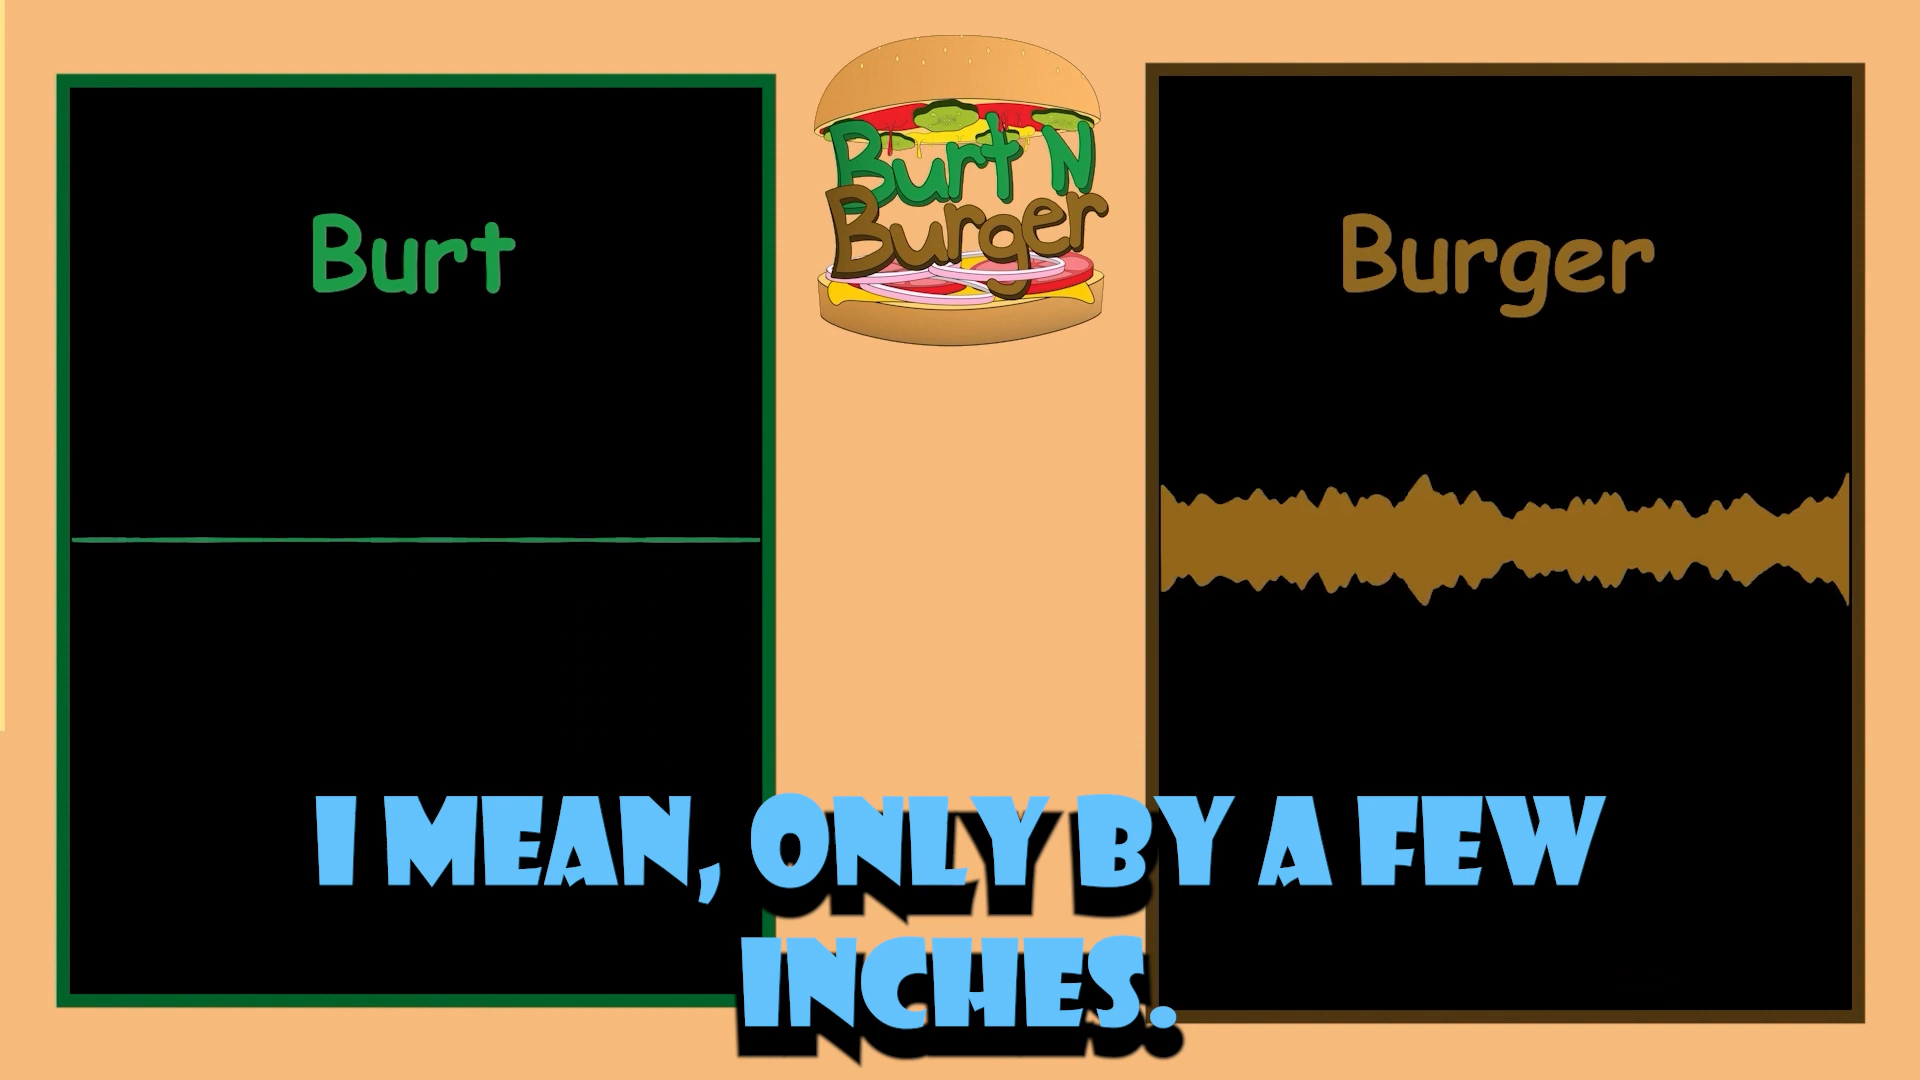 Burt N
Burger
Burt
Burger
I MEAN, ONLY BY A FEW
INCHES.